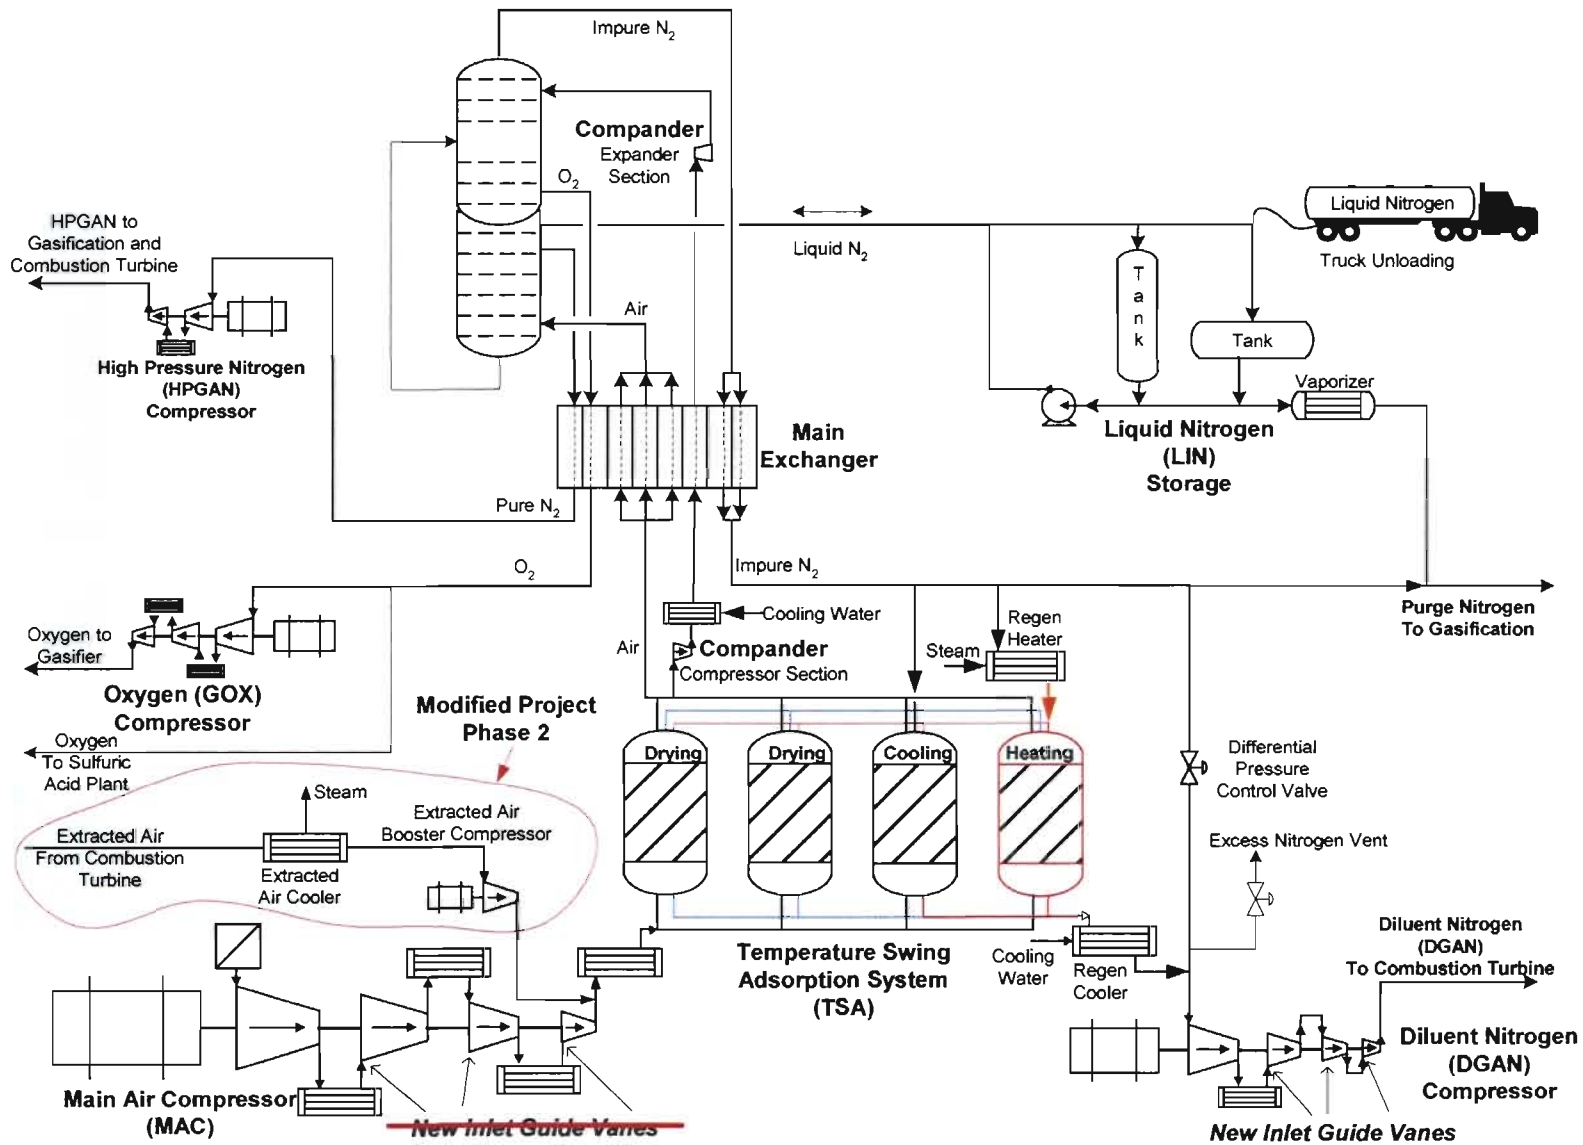 Impure N2
Compander
Expander
Section
O2
Liquid Nitrogen
Truck Unloading
HPGAN to
Gasification and
Combustion Turbine
Liquid N2
Tank
Tank
Air
High Pressure Nitrogen
(HPGAN)
Compressor
Vaporizer
Main
Exchanger
Liquid Nitrogen
(LIN)
Storage
Pure N2
O2
Impure N2
Cooling Water
Regen
Heater
Purge Nitrogen
To Gasification
Oxygen to
Gasifier
Air
Compander
Compressor Section
Steam
Oxygen (GOX)
Compressor
Modified Project
Phase 2
Oxygen
To Sulfuric
Acid Plant
Drying
Drying
Cooling
Heating
Differential
Pressure
Control Valve
Steam
Extracted Air
Booster Compressor
Extracted Air
From Combustion
Turbine
Extracted
Air Cooler
Excess Nitrogen Vent
Temperature Swing
Adsorption System
(TSA)
Cooling
Water
Regen
Cooler
Diluent Nitrogen
(DGAN)
To Combustion Turbine
Main Air Compressor
(MAC)
New Inlet Guide Vanes
Diluent Nitrogen
(DGAN)
Compressor
New Inlet Guide Vanes